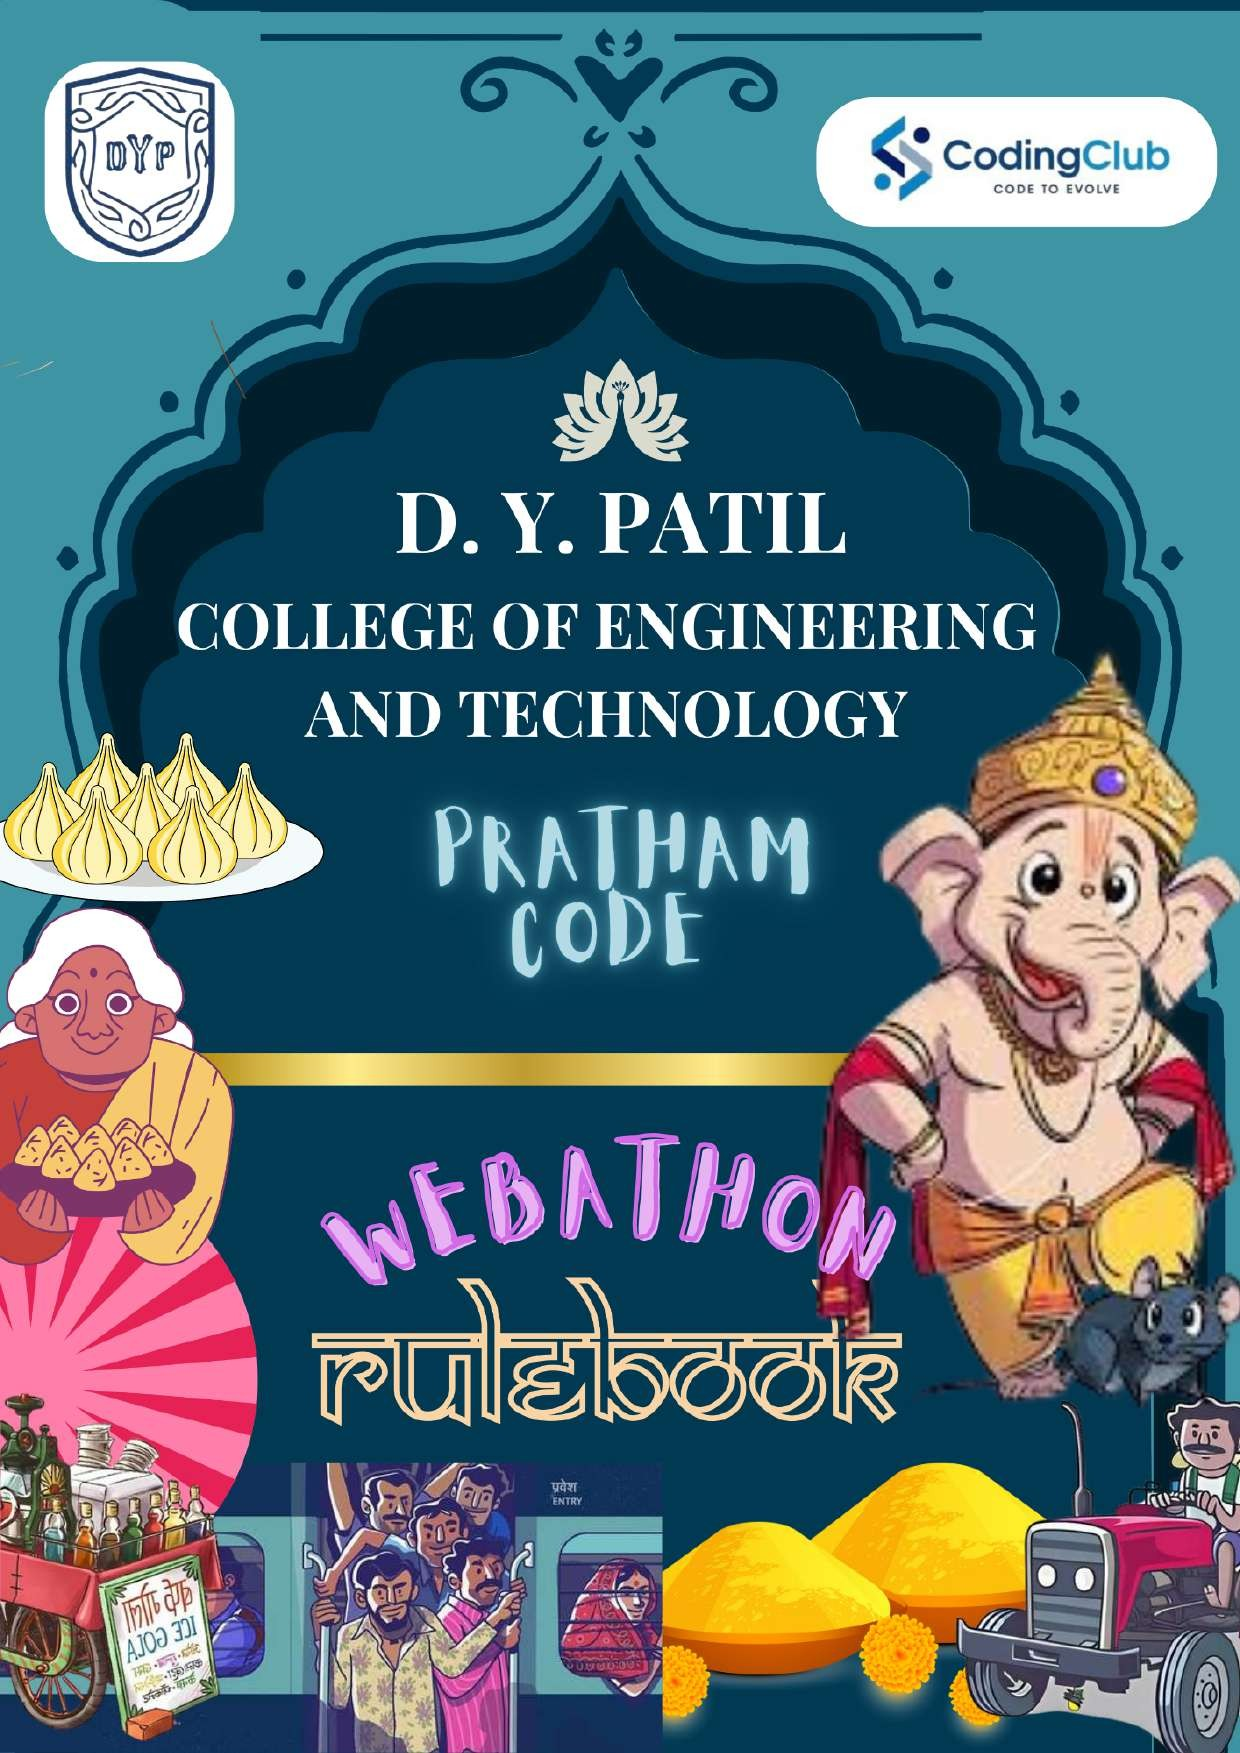 DYP
CodingClub
CODE TO EVOLVE
D. Y. PATIL
COLLEGE OF ENGINEERING
AND TECHNOLOGY
PRATHAM
CODE
WEBATHON
rulebook
प्रवेश
ENTRY
ICE GOLA